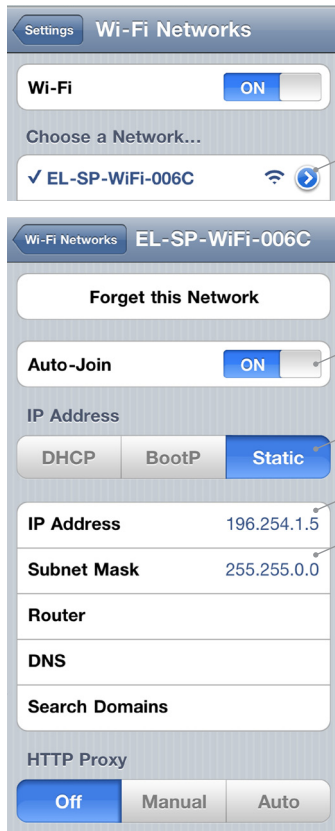 Settings Wi-Fi Networks
Wi-Fi ON
Choose a Network...
✓ EL-SP-WiFi-006C
Wi-Fi Networks EL-SP-WiFi-006C
Forget this Network
Auto-Join ON
IP Address
DHCP BootP Static
IP Address 196.254.1.5
Subnet Mask 255.255.0.0
Router
DNS
Search Domains
HTTP Proxy
Off Manual Auto